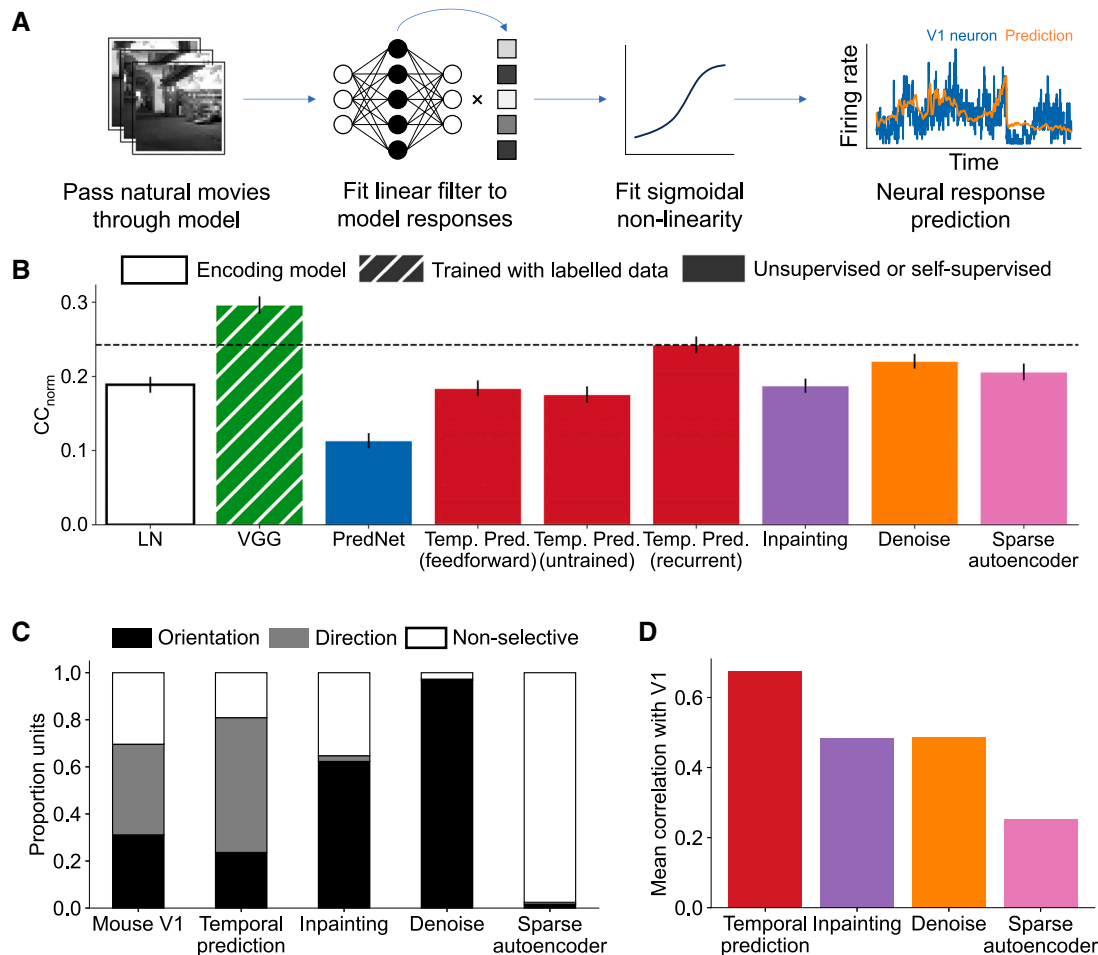 A
V1 neuron Prediction
Firing rate
Time
×
Pass natural movies
through model
Fit linear filter to
model responses
Fit sigmoidal
non-linearity
Neural response
prediction
B
Encoding model
Trained with labelled data
Unsupervised or self-supervised
CCnorm
0.3
0.2
0.1
0.0
LN
VGG
PredNet
Temp. Pred.
(feedforward)
Temp. Pred.
(untrained)
Temp. Pred.
(recurrent)
Inpainting
Denoise
Sparse
autoencoder
C
Orientation
Direction
Non-selective
Proportion units
1.0
0.8
0.6
0.4
0.2
0.0
Mouse V1
Temporal
prediction
Inpainting
Denoise
Sparse
autoencoder
D
Mean correlation with V1
0.6
0.4
0.2
0.0
Temporal
prediction
Inpainting
Denoise
Sparse
autoencoder